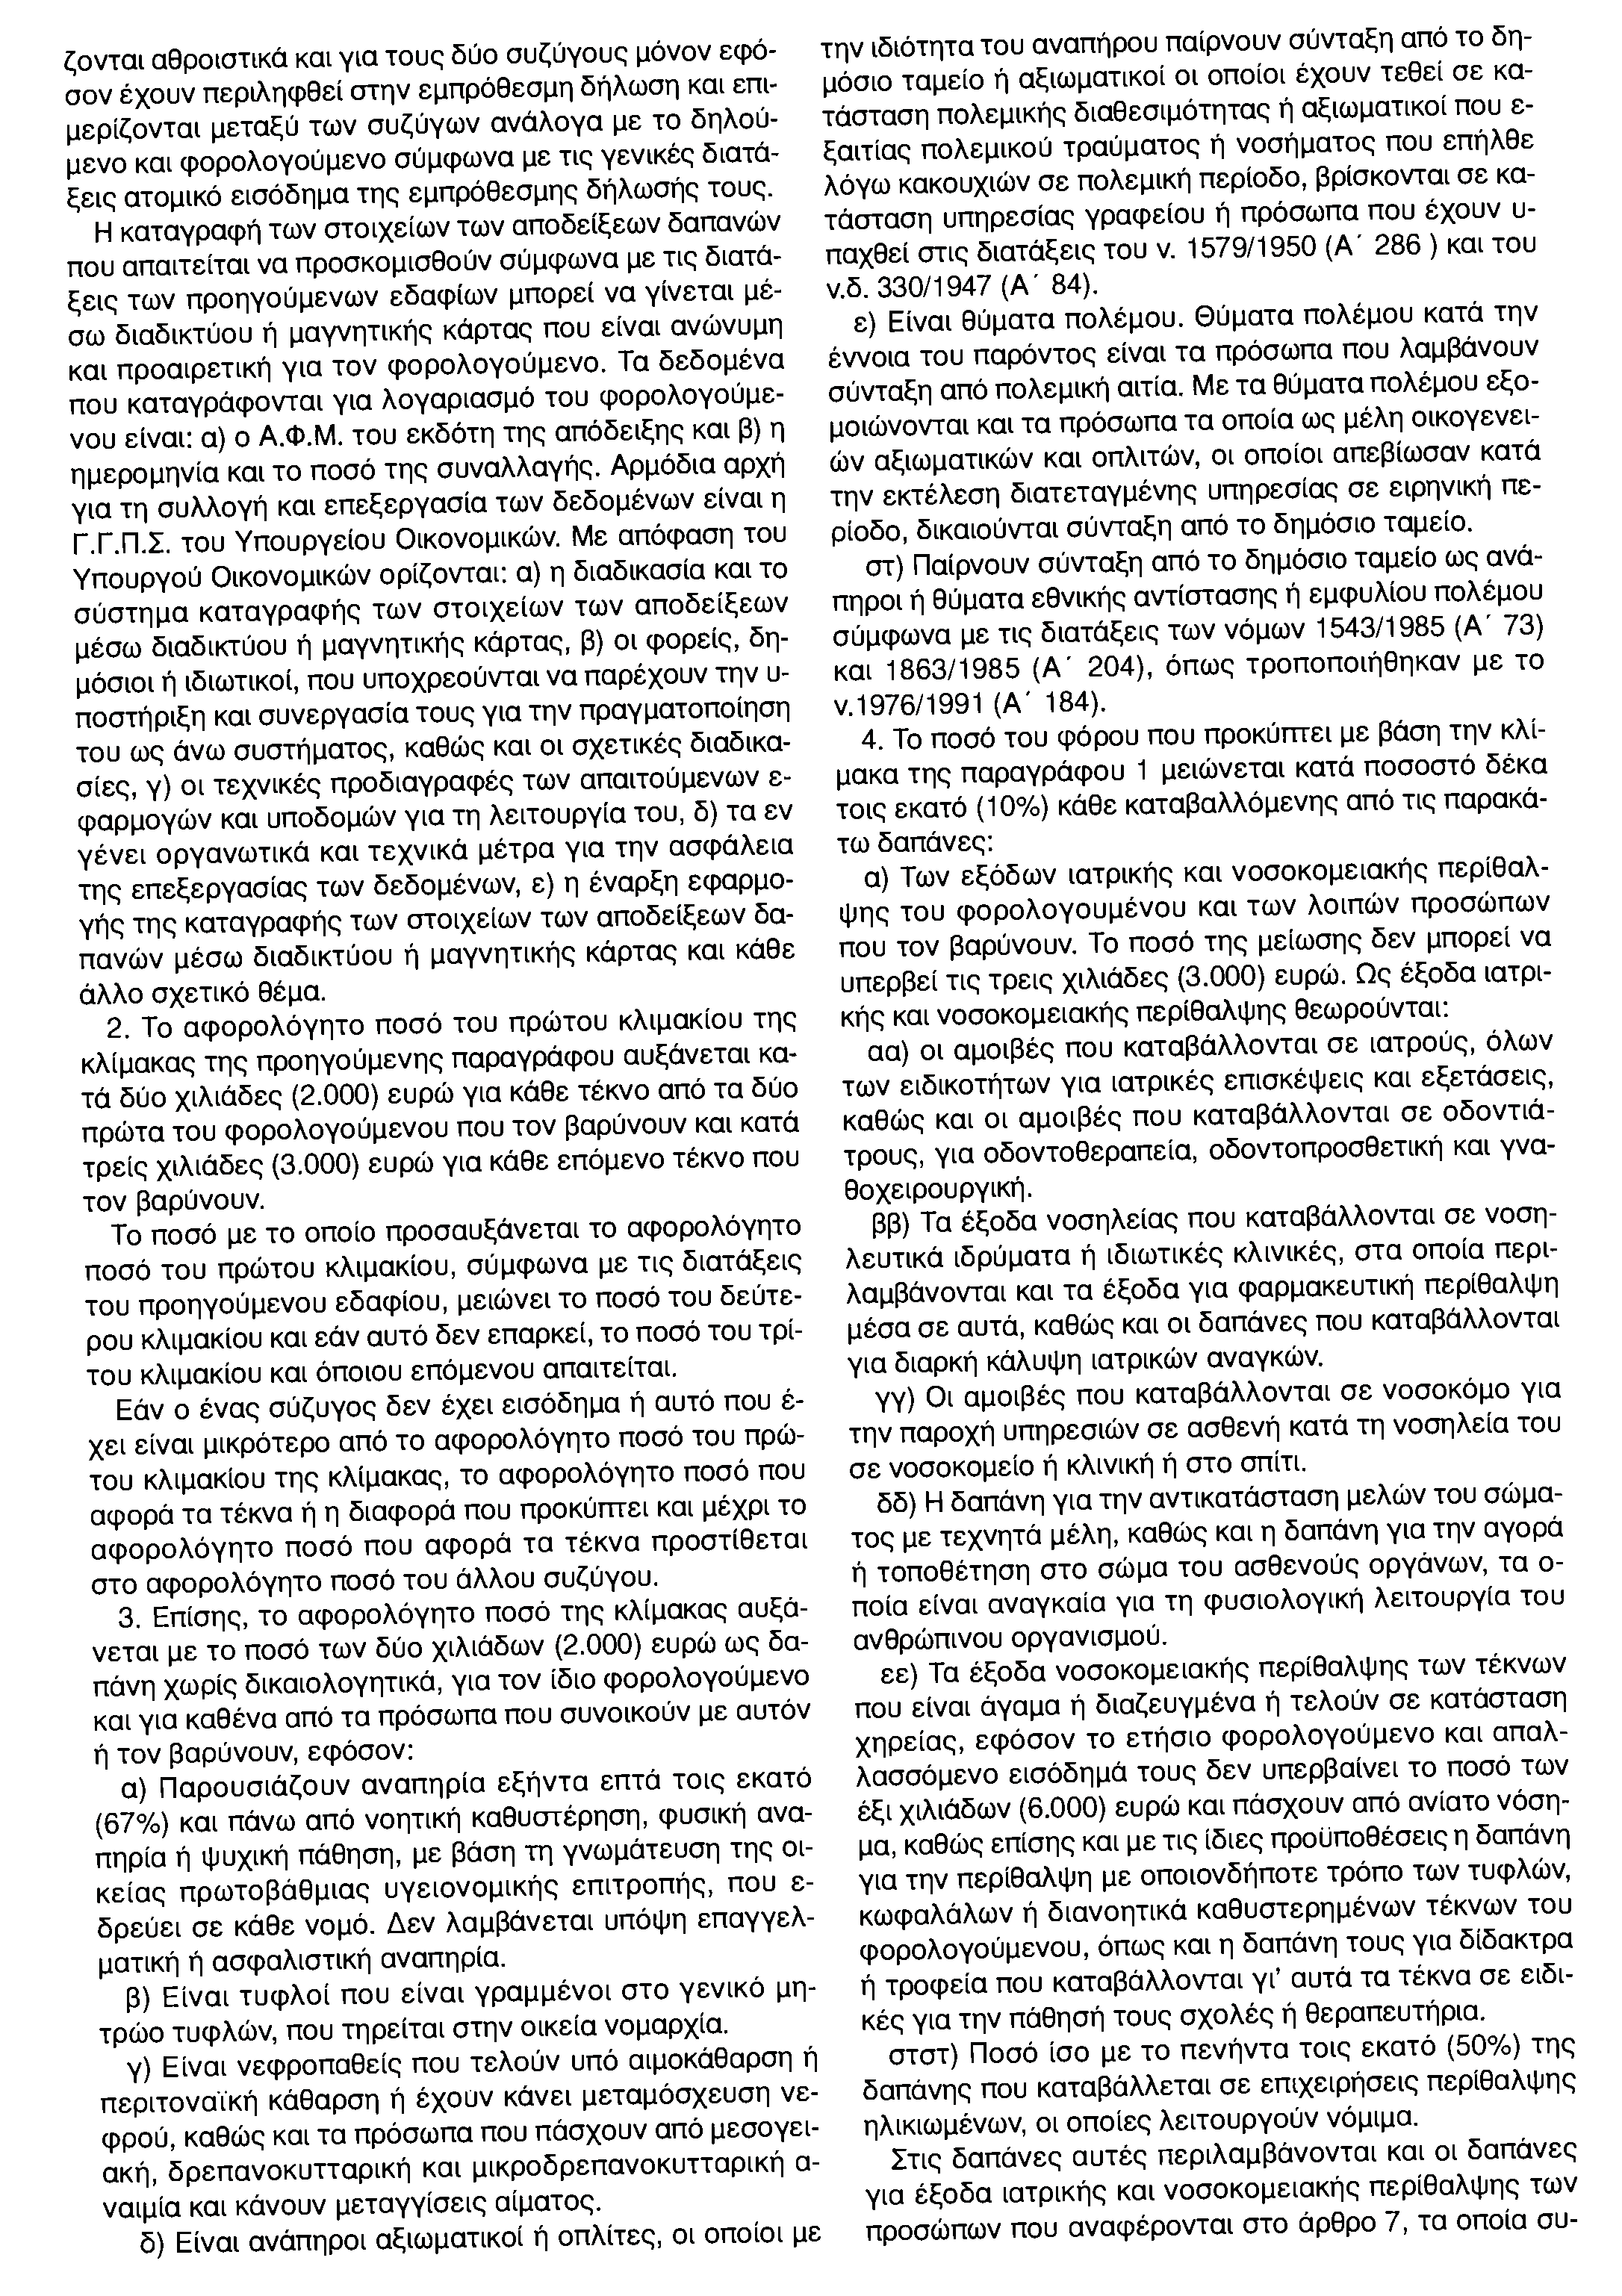 ζονται αθροιστικά και για τους δύο συζύγους μόνον εφό-
σον έχουν περιληφθεί στην εμπρόθεσμη δήλωση και επι-
μερίζονται μεταξύ των συζύγων ανάλογα με το δηλού-
μενο και φορολογούμενο σύμφωνα με τις γενικές διατά-
ξεις ατομικό εισόδημα της εμπρόθεσμης δήλωσής τους.
Η καταγραφή των στοιχείων των αποδείξεων δαπανών
που απαιτείται να προσκομισθούν σύμφωνα με τις διατά-
ξεις των προηγούμενων εδαφίων μπορεί να γίνεται μέ-
σω διαδικτύου ή μαγνητικής κάρτας που είναι ανώνυμη
και προαιρετική για τον φορολογούμενο. Τα δεδομένα
που καταγράφονται για λογαριασμό του φορολογούμε-
νου είναι: α) ο Α.Φ.Μ. του εκδότη της απόδειξης και β) η
ημερομηνία και το ποσό της συναλλαγής. Αρμόδια αρχή
για τη συλλογή και επεξεργασία των δεδομένων είναι η
Γ.Γ.Π.Σ. του Υπουργείου Οικονομικών. Με απόφαση του
Υπουργού Οικονομικών ορίζονται: α) η διαδικασία και το
σύστημα καταγραφής των στοιχείων των αποδείξεων
μέσω διαδικτύου ή μαγνητικής κάρτας, β) οι φορείς, δη-
μόσιοι ή ιδιωτικοί, που υποχρεούνται να παρέχουν την υ-
ποστήριξη και συνεργασία τους για την πραγματοποίηση
του ως άνω συστήματος, καθώς και οι σχετικές διαδικα-
σίες, γ) οι τεχνικές προδιαγραφές των απαιτούμενων ε-
φαρμογών και υποδομών για τη λειτουργία του, δ) τα εν
γένει οργανωτικά και τεχνικά μέτρα για την ασφάλεια
της επεξεργασίας των δεδομένων, ε) η έναρξη εφαρμο-
γής της καταγραφής των στοιχείων των αποδείξεων δα-
πανών μέσω διαδικτύου ή μαγνητικής κάρτας και κάθε
άλλο σχετικό θέμα.
2. Το αφορολόγητο ποσό του πρώτου κλιμακίου της
κλίμακας της προηγούμενης παραγράφου αυξάνεται κα-
τά δύο χιλιάδες (2.000) ευρώ για κάθε τέκνο από τα δύο
πρώτα του φορολογούμενου που τον βαρύνουν και κατά
τρείς χιλιάδες (3.000) ευρώ για κάθε επόμενο τέκνο που
τον βαρύνουν.
Το ποσό με το οποίο προσαυξάνεται το αφορολόγητο
ποσό του πρώτου κλιμακίου, σύμφωνα με τις διατάξεις
του προηγούμενου εδαφίου, μειώνει το ποσό του δεύτε-
ρου κλιμακίου και εάν αυτό δεν επαρκεί, το ποσό του τρί-
του κλιμακίου και όποιου επόμενου απαιτείται.
Εάν ο ένας σύζυγος δεν έχει εισόδημα ή αυτό που έ-
χει είναι μικρότερο από το αφορολόγητο ποσό του πρώ-
του κλιμακίου της κλίμακας, το αφορολόγητο ποσό που
αφορά τα τέκνα ή η διαφορά που προκύπτει και μέχρι το
αφορολόγητο ποσό που αφορά τα τέκνα προστίθεται
στο αφορολόγητο ποσό του άλλου συζύγου.
3. Επίσης, το αφορολόγητο ποσό της κλίμακας αυξά-
νεται με το ποσό των δύο χιλιάδων (2.000) ευρώ ως δα-
πάνη χωρίς δικαιολογητικά, για τον ίδιο φορολογούμενο
και για καθένα από τα πρόσωπα που συνοικούν με αυτόν
ή τον βαρύνουν, εφόσον:
α) Παρουσιάζουν αναπηρία εξήντα επτά τοις εκατό
(67%) και πάνω από νοητική καθυστέρηση, φυσική ανα-
πηρία ή ψυχική πάθηση, με βάση τη γνωμάτευση της οι-
κείας πρωτοβάθμιας υγειονομικής επιτροπής, που ε-
δρεύει σε κάθε νομό. Δεν λαμβάνεται υπόψη επαγγελ-
ματική ή ασφαλιστική αναπηρία.
β) Είναι τυφλοί που είναι γραμμένοι στο γενικό μη-
τρώο τυφλών, που τηρείται στην οικεία νομαρχία.
γ) Είναι νεφροπαθείς που τελούν υπό αιμοκάθαρση ή
περιτοναϊκή κάθαρση ή έχουν κάνει μεταμόσχευση νε-
φρού, καθώς και τα πρόσωπα που πάσχουν από μεσογει-
ακή, δρεπανοκυτταρική και μικροδρεπανοκυτταρική α-
ναιμία και κάνουν μεταγγίσεις αίματος.
δ) Είναι ανάπηροι αξιωματικοί ή οπλίτες, οι οποίοι με
την ιδιότητα του αναπήρου παίρνουν σύνταξη από το δη-
μόσιο ταμείο ή αξιωματικοί οι οποίοι έχουν τεθεί σε κα-
τάσταση πολεμικής διαθεσιμότητας ή αξιωματικοί που ε-
ξαιτίας πολεμικού τραύματος ή νοσήματος που επήλθε
λόγω κακουχιών σε πολεμική περίοδο, βρίσκονται σε κα-
τάσταση υπηρεσίας γραφείου ή πρόσωπα που έχουν υ-
παχθεί στις διατάξεις του ν. 1579/1950 (Α΄ 286 ) και του
ν.δ. 330/1947 (Α΄ 84).
ε) Είναι θύματα πολέμου. Θύματα πολέμου κατά την
έννοια του παρόντος είναι τα πρόσωπα που λαμβάνουν
σύνταξη από πολεμική αιτία. Με τα θύματα πολέμου εξο-
μοιώνονται και τα πρόσωπα τα οποία ως μέλη οικογενει-
ών αξιωματικών και οπλιτών, οι οποίοι απεβίωσαν κατά
την εκτέλεση διατεταγμένης υπηρεσίας σε ειρηνική πε-
ρίοδο, δικαιούνται σύνταξη από το δημόσιο ταμείο.
στ) Παίρνουν σύνταξη από το δημόσιο ταμείο ως ανά-
πηροι ή θύματα εθνικής αντίστασης ή εμφυλίου πολέμου
σύμφωνα με τις διατάξεις των νόμων 1543/1985 (Α΄ 73)
και 1863/1985 (Α΄ 204), όπως τροποποιήθηκαν με το
ν.1976/1991 (Α΄ 184).
4. Το ποσό του φόρου που προκύπτει με βάση την κλί-
μακα της παραγράφου 1 μειώνεται κατά ποσοστό δέκα
τοις εκατό (10%) κάθε καταβαλλόμενης από τις παρακά-
τω δαπάνες:
α) Των εξόδων ιατρικής και νοσοκομειακής περίθαλ-
ψης του φορολογουμένου και των λοιπών προσώπων
που τον βαρύνουν. Το ποσό της μείωσης δεν μπορεί να
υπερβεί τις τρεις χιλιάδες (3.000) ευρώ. Ως έξοδα ιατρι-
κής και νοσοκομειακής περίθαλψης θεωρούνται:
αα) οι αμοιβές που καταβάλλονται σε ιατρούς, όλων
των ειδικοτήτων για ιατρικές επισκέψεις και εξετάσεις,
καθώς και οι αμοιβές που καταβάλλονται σε οδοντιά-
τρους, για οδοντοθεραπεία, οδοντοπροσθετική και γνα-
θοχειρουργική.
ββ) Τα έξοδα νοσηλείας που καταβάλλονται σε νοση-
λευτικά ιδρύματα ή ιδιωτικές κλινικές, στα οποία περι-
λαμβάνονται και τα έξοδα για φαρμακευτική περίθαλψη
μέσα σε αυτά, καθώς και οι δαπάνες που καταβάλλονται
για διαρκή κάλυψη ιατρικών αναγκών.
γγ) Οι αμοιβές που καταβάλλονται σε νοσοκόμο για
την παροχή υπηρεσιών σε ασθενή κατά τη νοσηλεία του
σε νοσοκομείο ή κλινική ή στο σπίτι.
δδ) Η δαπάνη για την αντικατάσταση μελών του σώμα-
τος με τεχνητά μέλη, καθώς και η δαπάνη για την αγορά
ή τοποθέτηση στο σώμα του ασθενούς οργάνων, τα ο-
ποία είναι αναγκαία για τη φυσιολογική λειτουργία του
ανθρώπινου οργανισμού.
εε) Τα έξοδα νοσοκομειακής περίθαλψης των τέκνων
που είναι άγαμα ή διαζευγμένα ή τελούν σε κατάσταση
χηρείας, εφόσον το ετήσιο φορολογούμενο και απαλ-
λασσόμενο εισόδημά τους δεν υπερβαίνει το ποσό των
έξι χιλιάδων (6.000) ευρώ και πάσχουν από ανίατο νόση-
μα, καθώς επίσης και με τις ίδιες προϋποθέσεις η δαπάνη
για την περίθαλψη με οποιονδήποτε τρόπο των τυφλών,
κωφαλάλων ή διανοητικά καθυστερημένων τέκνων του
φορολογούμενου, όπως και η δαπάνη τους για δίδακτρα
ή τροφεία που καταβάλλονται γι’ αυτά τα τέκνα σε ειδι-
κές για την πάθησή τους σχολές ή θεραπευτήρια.
στστ) Ποσό ίσο με το πενήντα τοις εκατό (50%) της
δαπάνης που καταβάλλεται σε επιχειρήσεις περίθαλψης
ηλικιωμένων, οι οποίες λειτουργούν νόμιμα.
Στις δαπάνες αυτές περιλαμβάνονται και οι δαπάνες
για έξοδα ιατρικής και νοσοκομειακής περίθαλψης των
προσώπων που αναφέρονται στο άρθρο 7, τα οποία συ-